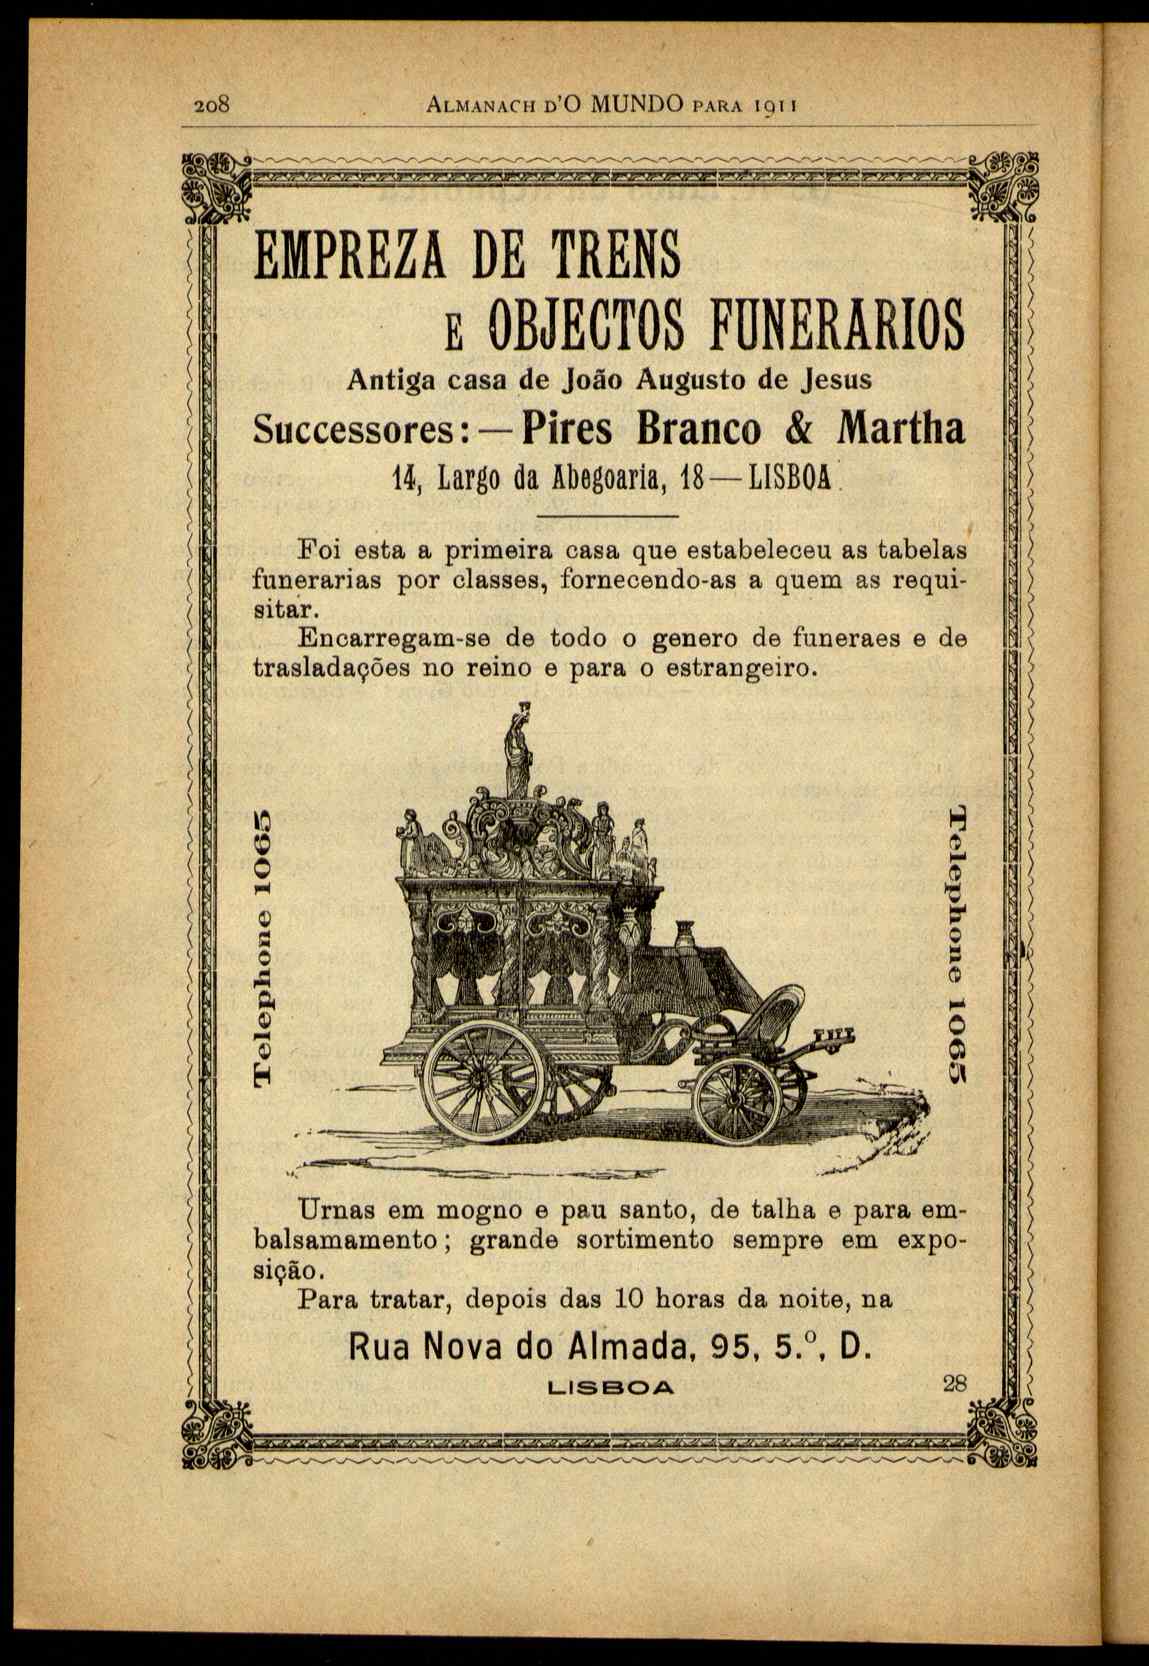 208
ALMANACH D'O MUNDO PARA 1911
EMPREZA DE TRENS
E OBJECTOS FUNERARIOS
Antiga casa de João Augusto de Jesus
Successores: — Pires Branco & Martha
14, Largo da Abegoaria, 18 — LISBOA
Foi esta a primeira casa que estabeleceu as tabelas
funerarias por classes, fornecendo-as a quem as requi-
sitar.
Encarregam-se de todo o genero de funeraes e de
trasladações no reino e para o estrangeiro.
Telephone 1065
Telephone 1065
Urnas em mogno e pau santo, de talha e para em-
balsamamento; grande sortimento sempre em expo-
sição.
Para tratar, depois das 10 horas da noite, na
Rua Nova do Almada, 95, 5.º, D.
LISBOA
28